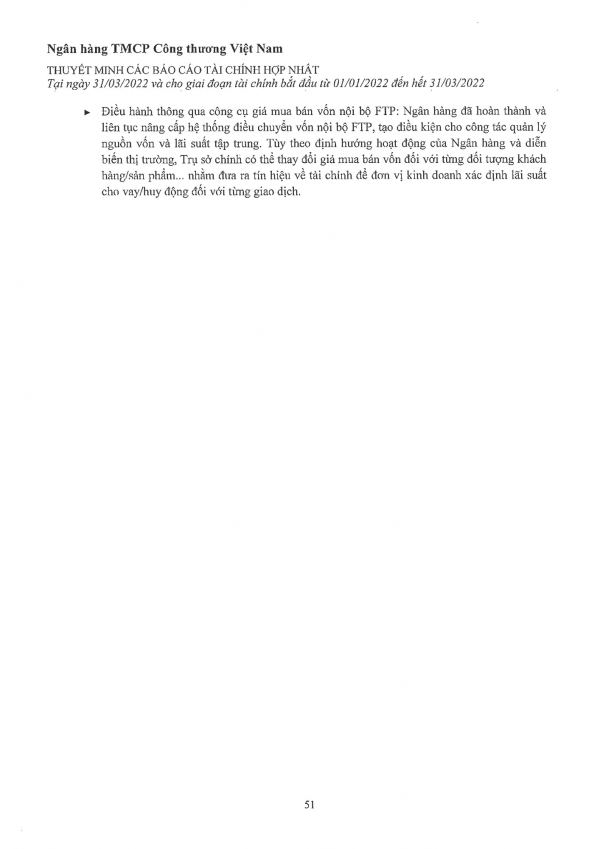 Ngân hàng TMCP Công thương Việt Nam
THUYẾT MINH CÁC BÁO CÁO TÀI CHÍNH HỢP NHẤT
Tại ngày 31/03/2022 và cho giai đoạn tài chính bắt đầu từ 01/01/2022 đến hết 31/03/2022
► Điều hành thông qua công cụ giá mua bán vốn nội bộ FTP: Ngân hàng đã hoàn thành và
liên tục nâng cấp hệ thống điều chuyển vốn nội bộ FTP, tạo điều kiện cho công tác quản lý
nguồn vốn và lãi suất tập trung. Tùy theo định hướng hoạt động của Ngân hàng và diễn
biến thị trường, Trụ sở chính có thể thay đổi giá mua bán vốn đối với từng đối tượng khách
hàng/sản phẩm... nhằm đưa ra tín hiệu về tài chính để đơn vị kinh doanh xác định lãi suất
cho vay/huy động đối với từng giao dịch.
51